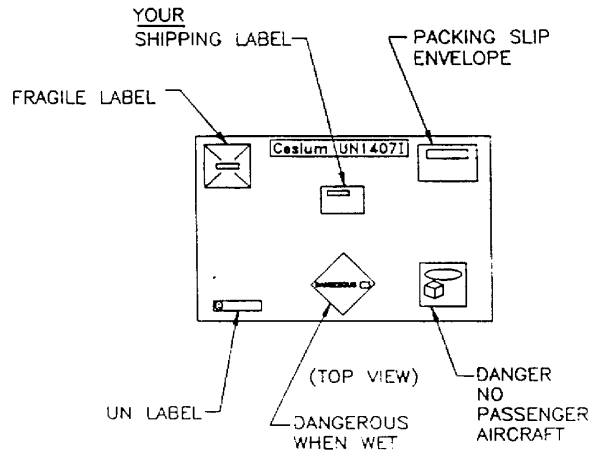 YOUR
SHIPPING LABEL
PACKING SLIP
ENVELOPE
FRAGILE LABEL
Cesium UN1407I
DANGEROUS
(TOP VIEW)
UN LABEL
DANGEROUS
WHEN WET
DANGER
NO
PASSENGER
AIRCRAFT